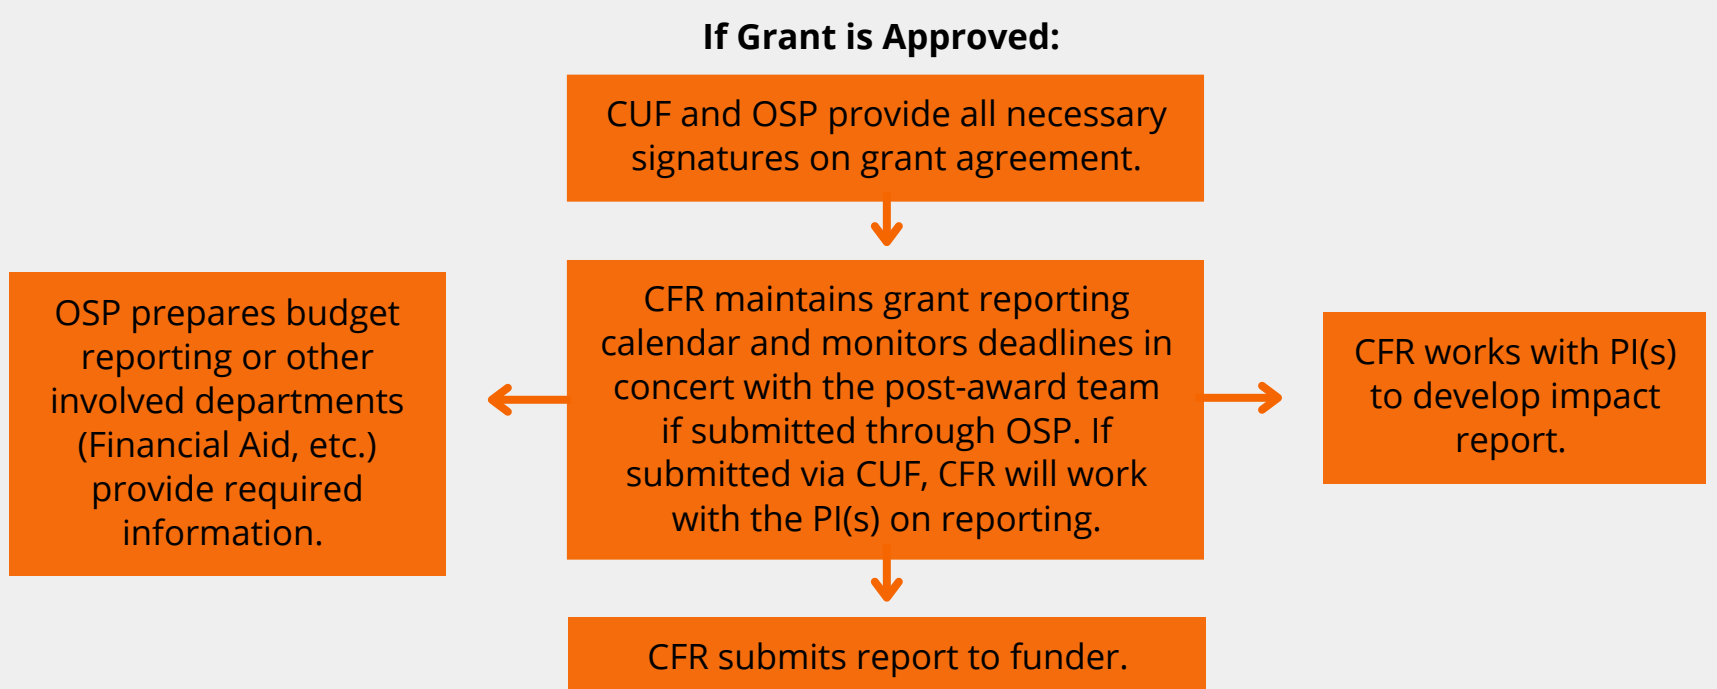 If Grant is Approved:
CUF and OSP provide all necessary
signatures on grant agreement.
OSP prepares budget
reporting or other
involved departments
(Financial Aid, etc.)
provide required
information.
CFR maintains grant reporting
calendar and monitors deadlines in
concert with the post-award team
if submitted through OSP. If
submitted via CUF, CFR will work
with the PI(s) on reporting.
CFR works with PI(s)
to develop impact
report.
CFR submits report to funder.